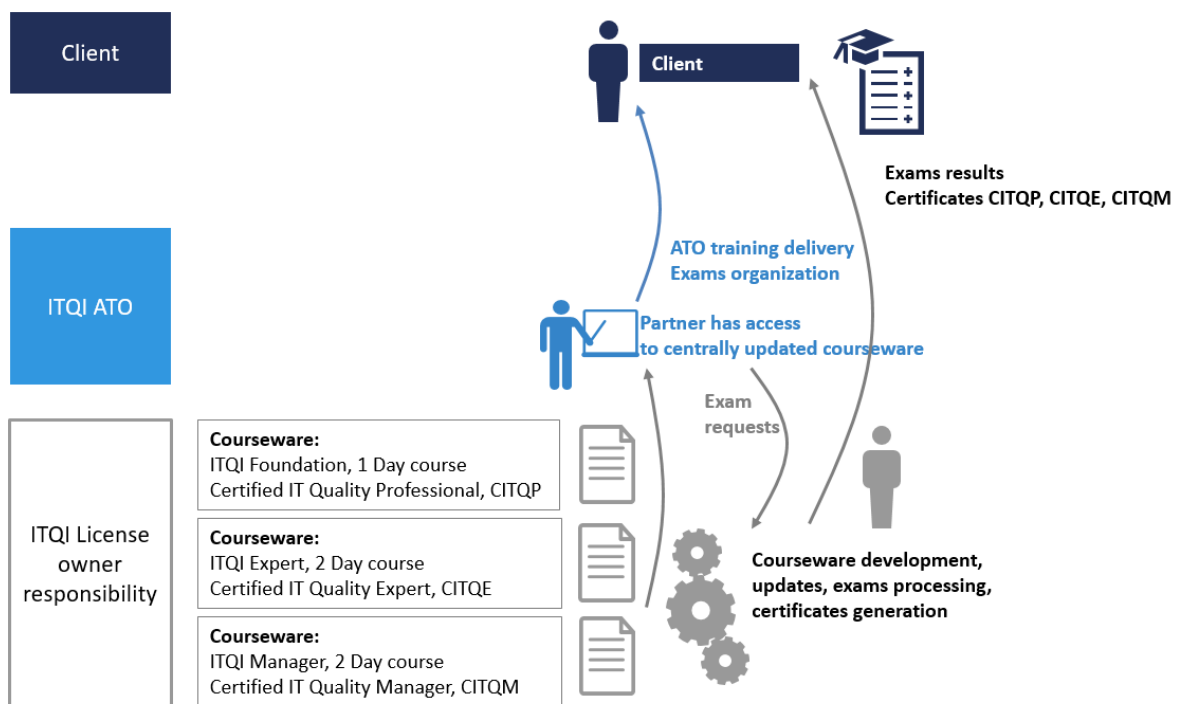 Client
Client
Exams results
Certificates CITQP, CITQE, CITQM
ITQI ATO
ATO training delivery
Exams organization
Partner has access
to centrally updated courseware
Exam
requests
ITQI License
owner
responsibility
Courseware:
ITQI Foundation, 1 Day course
Certified IT Quality Professional, CITQP
Courseware:
ITQI Expert, 2 Day course
Certified IT Quality Expert, CITQE
Courseware:
ITQI Manager, 2 Day course
Certified IT Quality Manager, CITQM
Courseware development,
updates, exams processing,
certificates generation